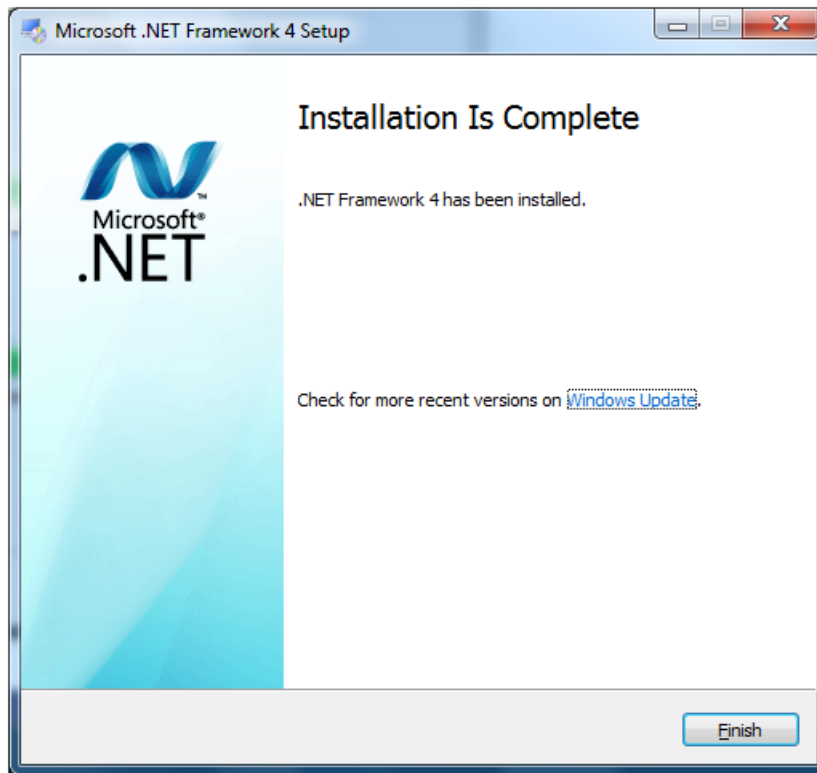 Microsoft .NET Framework 4 Setup
Installation Is Complete
Microsoft®
.NET
™
.NET Framework 4 has been installed.
Check for more recent versions on Windows Update.
Finish